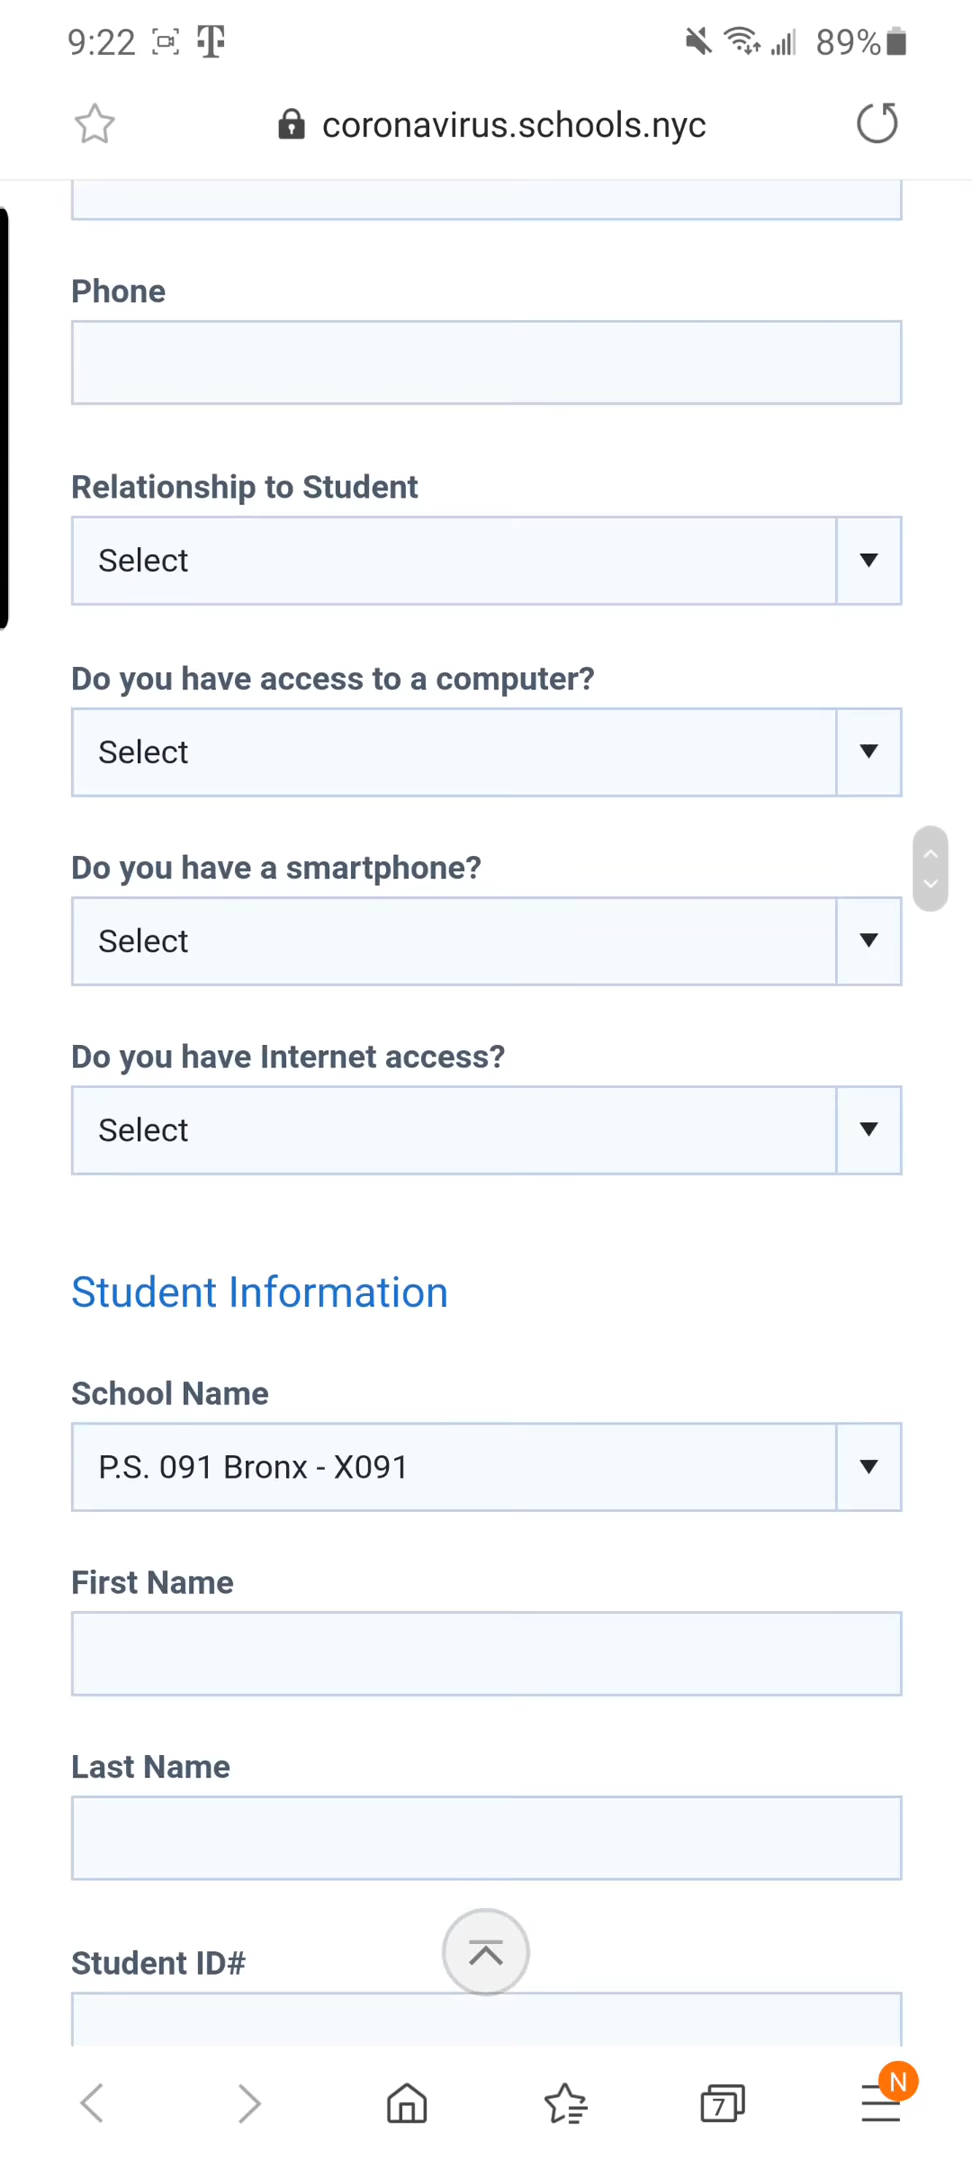 9:22
89%
coronavirus.schools.nyc
Phone
Relationship to Student
Select
Do you have access to a computer?
Select
Do you have a smartphone?
Select
Do you have Internet access?
Select
Student Information
School Name
P.S. 091 Bronx - X091
First Name
Last Name
Student ID#
7
N